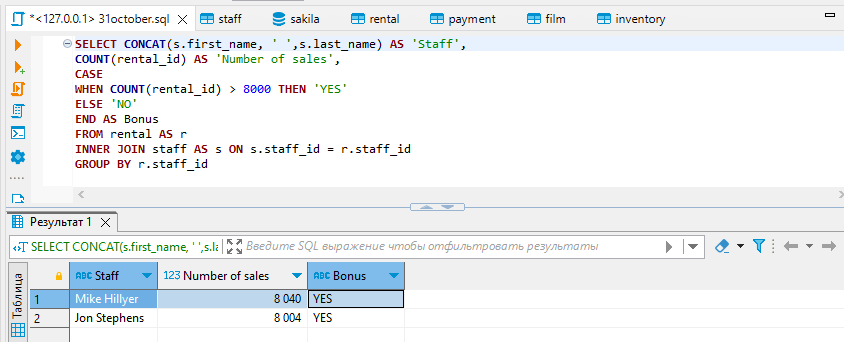 *<127.0.0.1> 31october.sql
staff
sakila
rental
payment
film
inventory
SELECT CONCAT(s.first_name, ' ',s.last_name) AS 'Staff',
COUNT(rental_id) AS 'Number of sales',
CASE
WHEN COUNT(rental_id) > 8000 THEN 'YES'
ELSE 'NO'
END AS Bonus
FROM rental AS r
INNER JOIN staff AS s ON s.staff_id = r.staff_id
GROUP BY r.staff_id
Результат 1
SELECT CONCAT(s.first_name, ' ',s.la
Введите SQL выражение чтобы отфильтровать результаты
Таблица
ABC Staff
123 Number of sales
ABC Bonus
1 Mike Hillyer 8 040 YES
2 Jon Stephens 8 004 YES